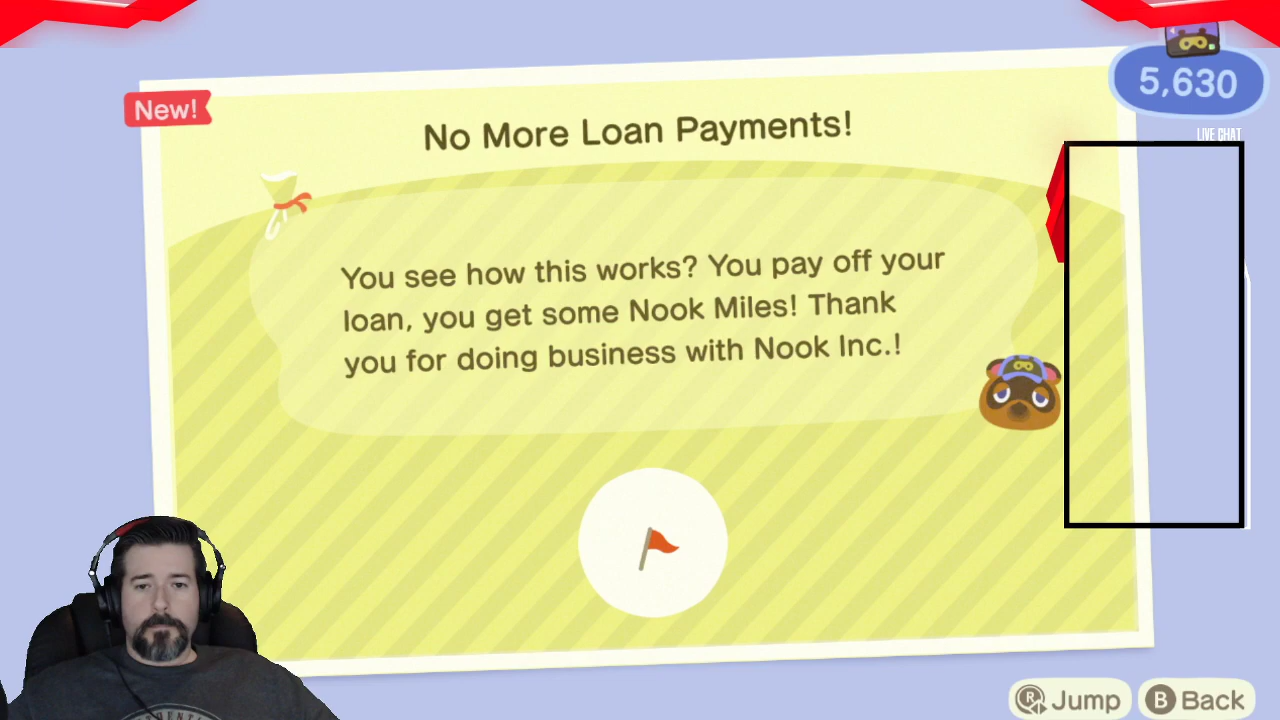 5,630
New!
No More Loan Payments!
LIVE CHAT
You see how this works? You pay off your
loan, you get some Nook Miles! Thank
you for doing business with Nook Inc.!
R Jump
B Back